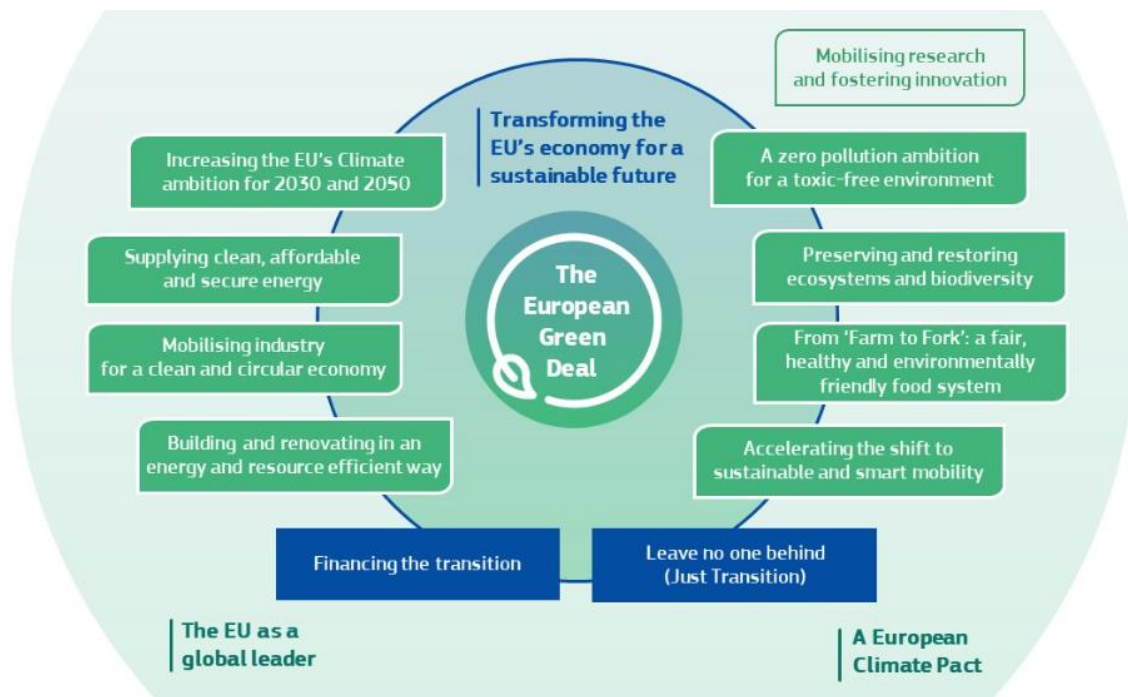 Mobilising research
and fostering innovation
Transforming the
EU's economy for a
sustainable future
Increasing the EU's Climate
ambition for 2030 and 2050
A zero pollution ambition
for a toxic-free environment
Supplying clean, affordable
and secure energy
Preserving and restoring
ecosystems and biodiversity
The
European
Green
Deal
Mobilising industry
for a clean and circular economy
From 'Farm to Fork': a fair,
healthy and environmentally
friendly food system
Building and renovating in an
energy and resource efficient way
Accelerating the shift to
sustainable and smart mobility
Financing the transition
Leave no one behind
(Just Transition)
The EU as a
global leader
A European
Climate Pact